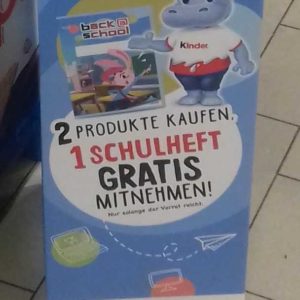 back to
school
Kinder
2 PRODUKTE KAUFEN,
1 SCHULHEFT
GRATIS
MITNEHMEN!
Nur solange der Vorrat reicht.